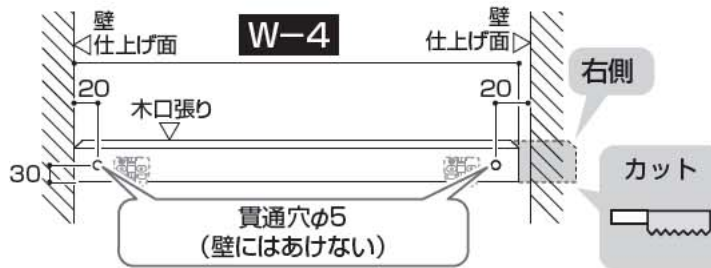 壁
仕上げ面
W-4
壁
仕上げ面
右側
20
木口張り
20
30
カット
貫通穴φ5
(壁にはあけない)